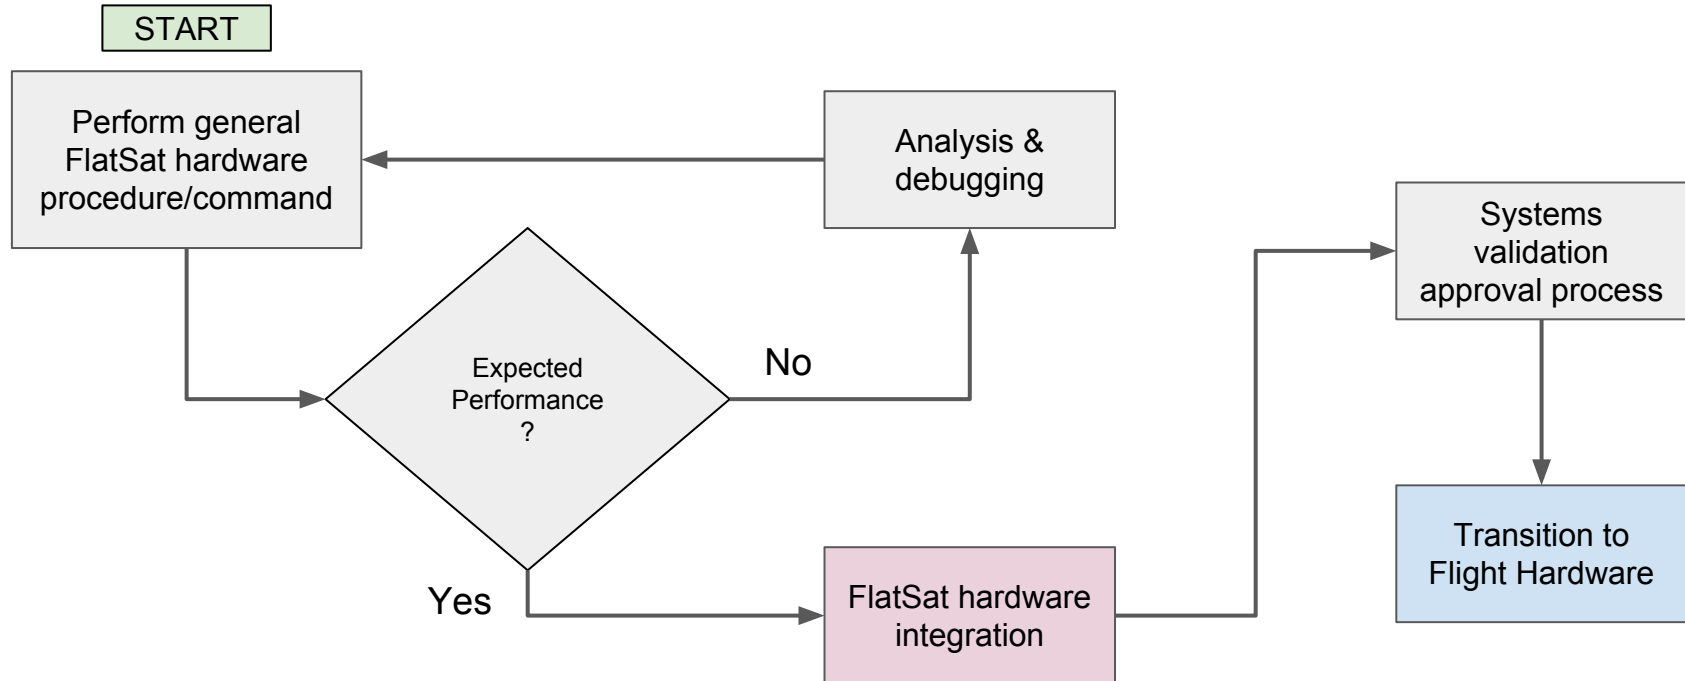 START
Perform general
FlatSat hardware
procedure/command
Analysis &
debugging
Systems
validation
approval process
Expected
Performance
?
No
Yes
FlatSat hardware
integration
Transition to
Flight Hardware